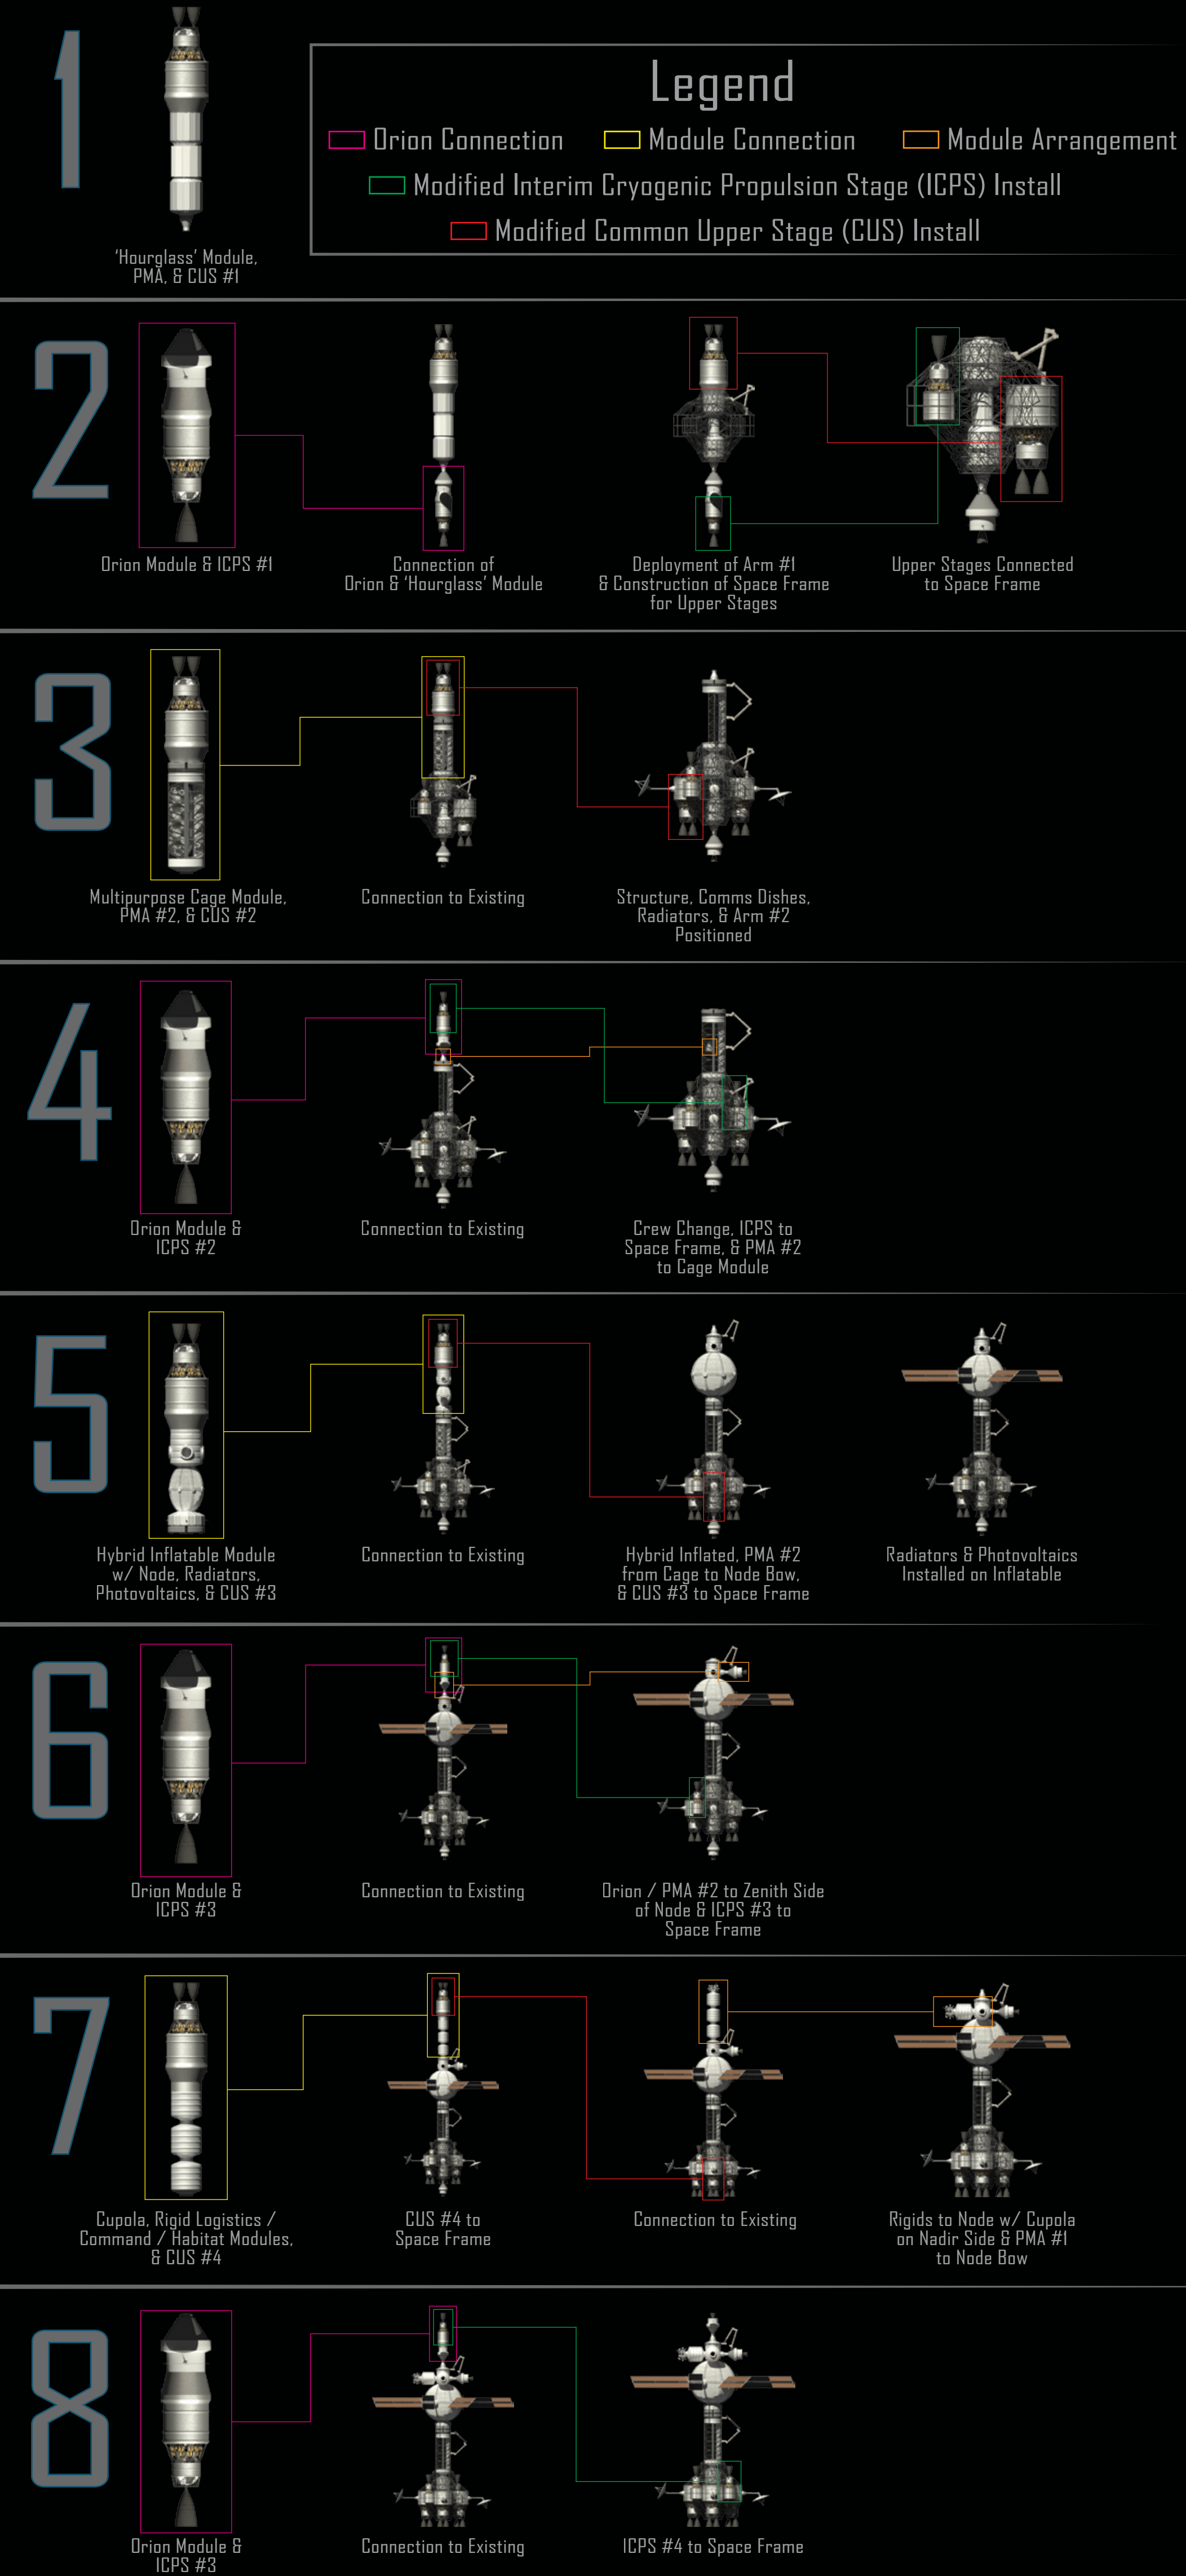 1
Legend
Orion Connection
Module Connection
Module Arrangement
Modified Interim Cryogenic Propulsion Stage (ICPS) Install
Modified Common Upper Stage (CUS) Install
‘Hourglass’ Module,
PMA, & CUS #1
2
Orion Module & ICPS #1
Connection of
Orion & ‘Hourglass’ Module
Deployment of Arm #1
& Construction of Space Frame
for Upper Stages
Upper Stages Connected
to Space Frame
3
Multipurpose Cage Module,
PMA #2, & CUS #2
Connection to Existing
Structure, Comms Dishes,
Radiators, & Arm #2
Positioned
4
Orion Module &
ICPS #2
Connection to Existing
Crew Change, ICPS to
Space Frame, & PMA #2
to Cage Module
5
Hybrid Inflatable Module
w/ Node, Radiators,
Photovoltaics, & CUS #3
Connection to Existing
Hybrid Inflated, PMA #2
from Cage to Node Bow,
& CUS #3 to Space Frame
Radiators & Photovoltaics
Installed on Inflatable
6
Orion Module &
ICPS #3
Connection to Existing
Orion / PMA #2 to Zenith Side
of Node & ICPS #3 to
Space Frame
7
Cupola, Rigid Logistics /
Command / Habitat Modules,
& CUS #4
CUS #4 to
Space Frame
Connection to Existing
Rigids to Node w/ Cupola
on Nadir Side & PMA #1
to Node Bow
8
Orion Module &
ICPS #3
Connection to Existing
ICPS #4 to Space Frame